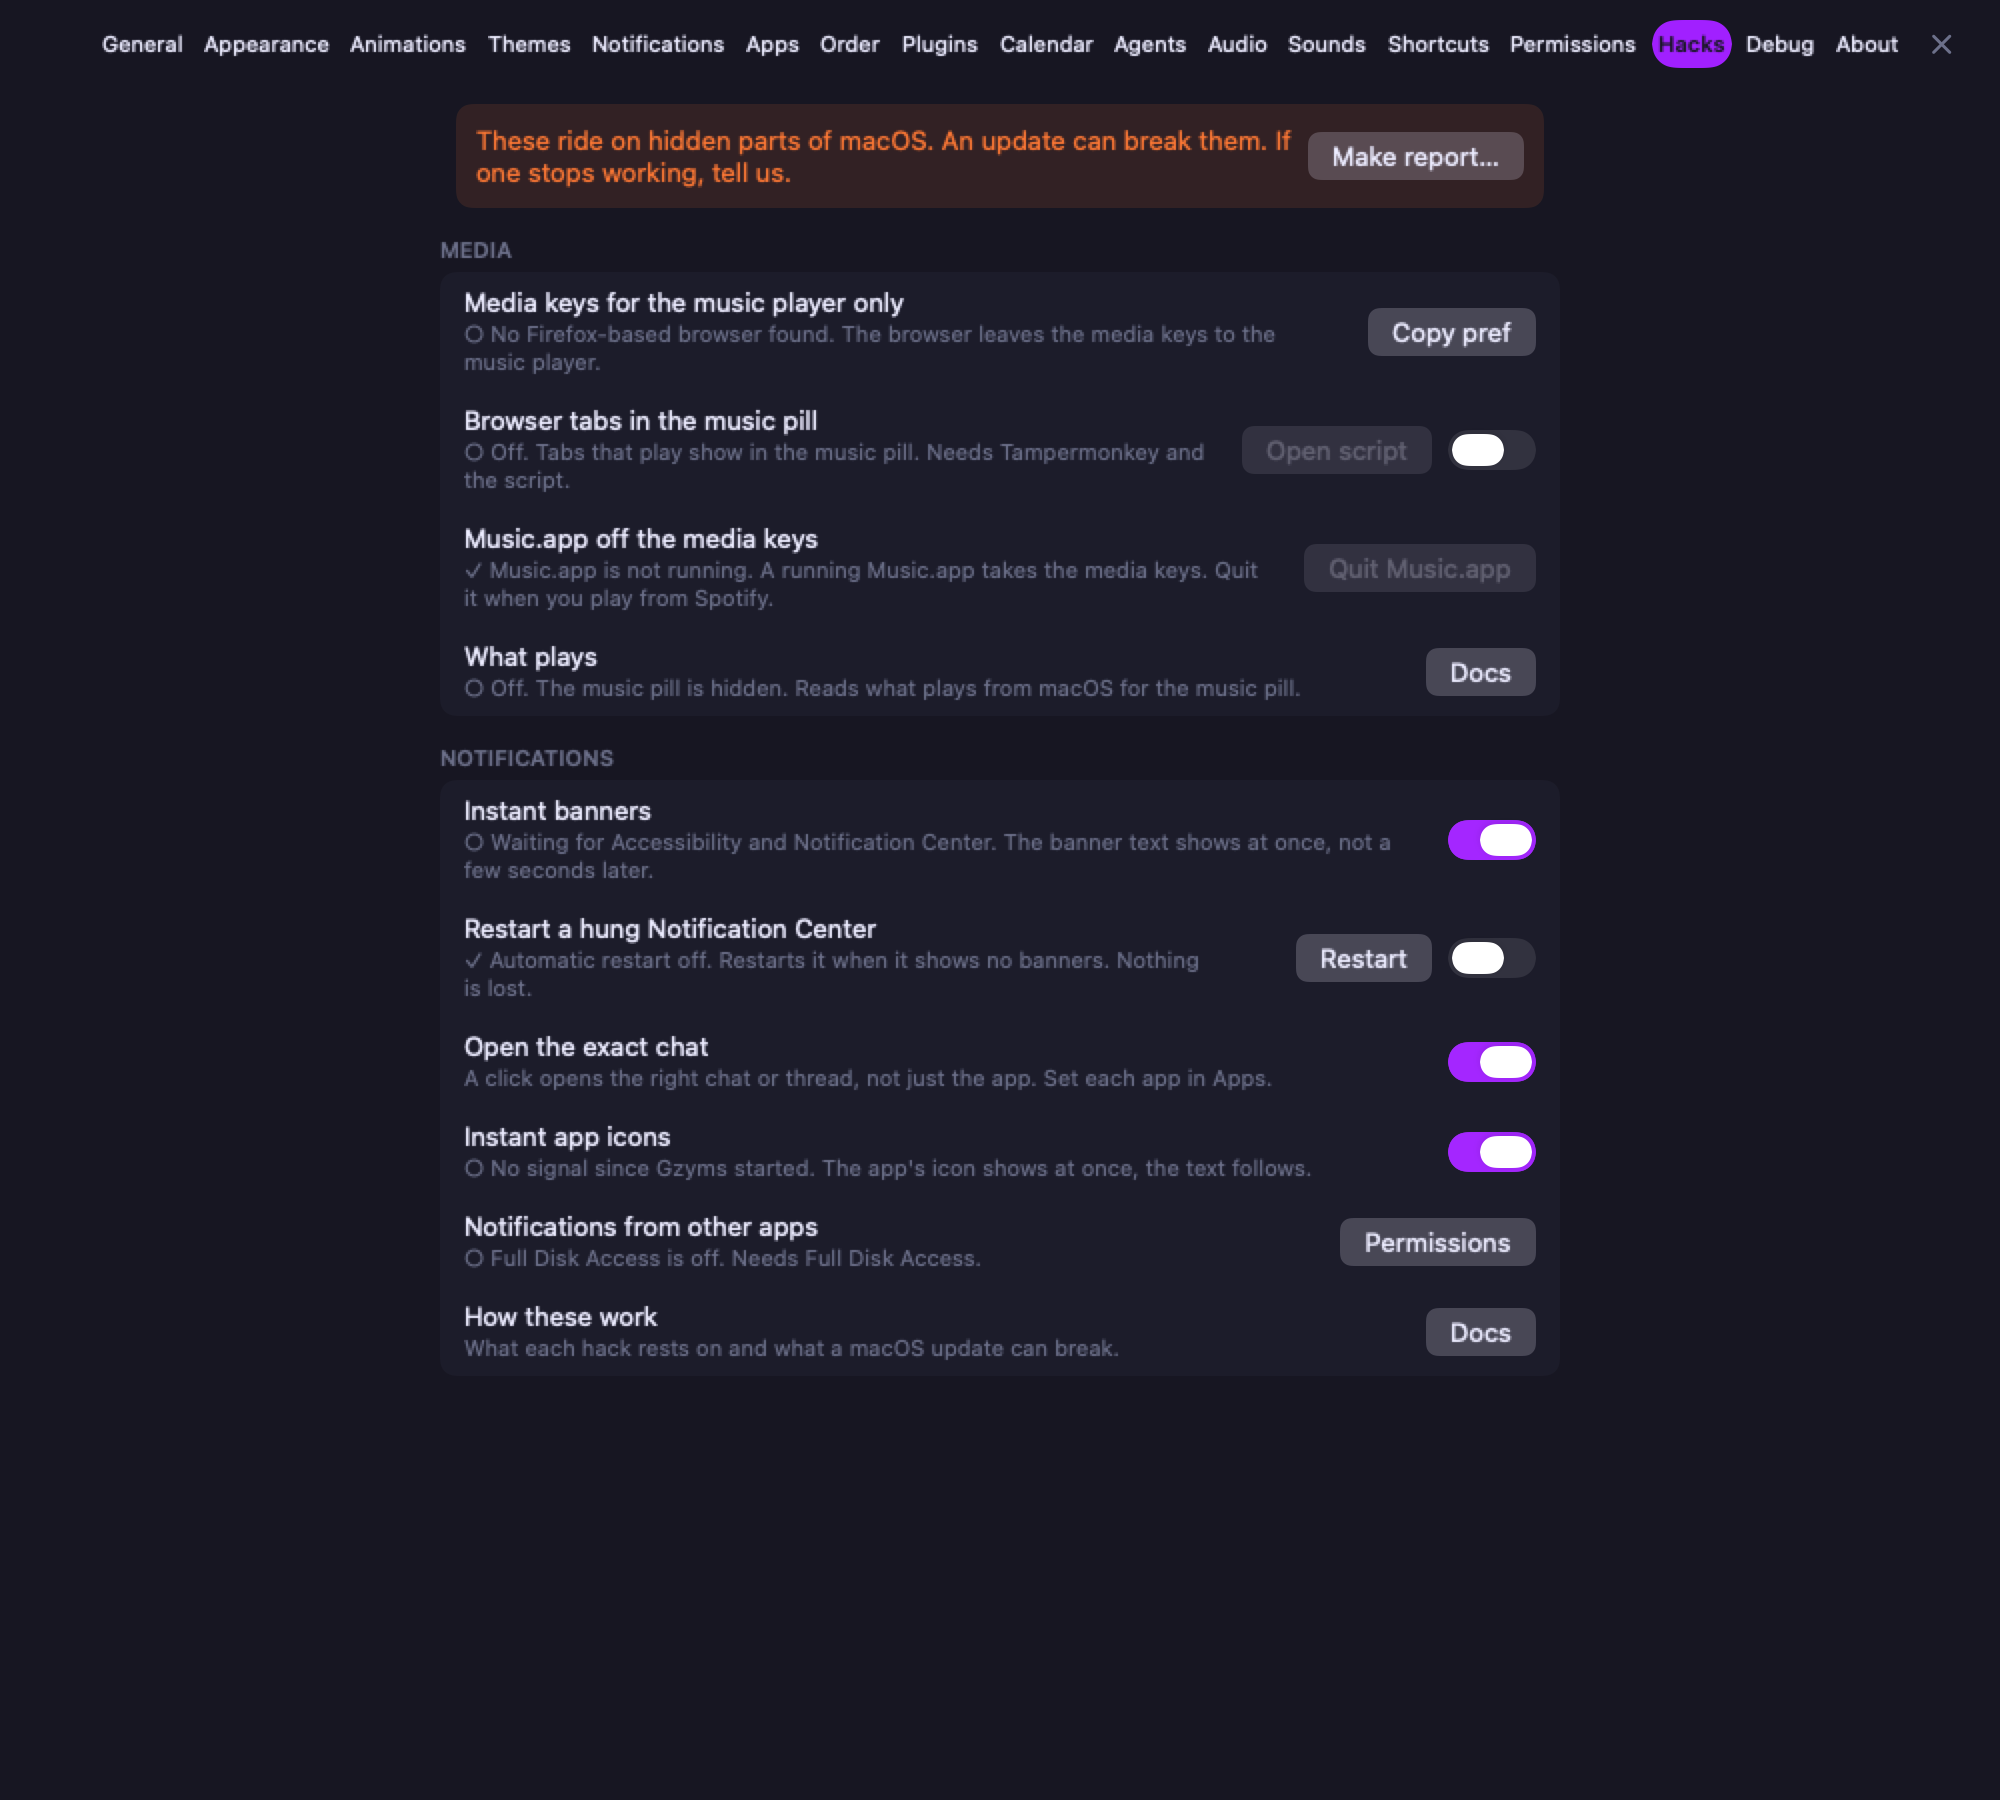 General Appearance Animations Themes Notifications Apps Order Plugins Calendar Agents Audio Sounds Shortcuts Permissions Hacks Debug About
These ride on hidden parts of macOS. An update can break them. If
one stops working, tell us.
Make report...
MEDIA
Media keys for the music player only
No Firefox-based browser found. The browser leaves the media keys to the
music player.
Copy pref
Browser tabs in the music pill
Off. Tabs that play show in the music pill. Needs Tampermonkey and
the script.
Open script
Music.app off the media keys
✓ Music.app is not running. A running Music.app takes the media keys. Quit
it when you play from Spotify.
Quit Music.app
What plays
Off. The music pill is hidden. Reads what plays from macOS for the music pill.
Docs
NOTIFICATIONS
Instant banners
Waiting for Accessibility and Notification Center. The banner text shows at once, not a
few seconds later.
Restart a hung Notification Center
✓ Automatic restart off. Restarts it when it shows no banners. Nothing
is lost.
Restart
Open the exact chat
A click opens the right chat or thread, not just the app. Set each app in Apps.
Instant app icons
No signal since Gzyms started. The app's icon shows at once, the text follows.
Notifications from other apps
Full Disk Access is off. Needs Full Disk Access.
Permissions
How these work
What each hack rests on and what a macOS update can break.
Docs